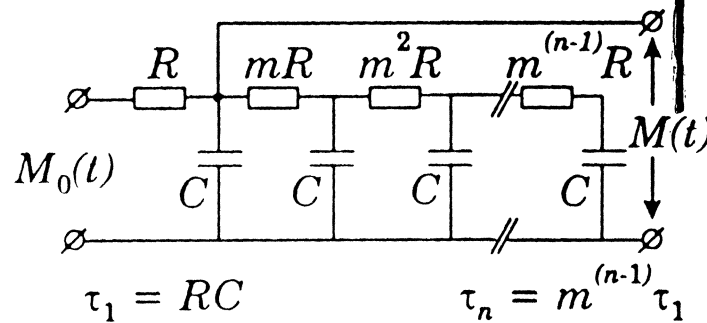 R mR m²R m⁽ⁿ⁻¹⁾R
M₀(t) C C C C M(t)
τ₁ = RC τₙ = m⁽ⁿ⁻¹⁾τ₁